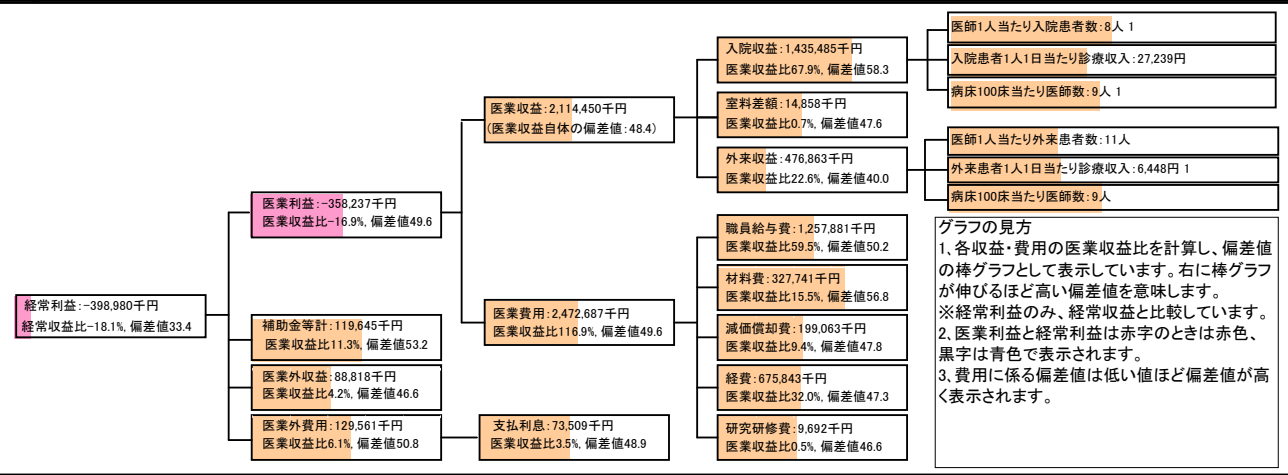 経常利益:-398,980千円
経常収比-18.1%, 偏差値33.4
医業利益:-358,237千円
医業収益比-16.9%, 偏差値49.6
補助金等計:119,645千円
医業収益比11.3%, 偏差値53.2
医業外収益:88,818千円
医業収益比4.2%, 偏差値46.6
医業外費用:129,561千円
医業収益比6.1%, 偏差値50.8
医業収益:2,114,450千円
(医業収益自体の偏差値:48.4)
医業費用:2,472,687千円
医業収益比116.9%, 偏差値49.6
支払利息:73,509千円
医業収益比3.5%, 偏差値48.9
入院収益:1,435,485千円
医業収益比67.9%, 偏差値58.3
室料差額:14,858千円
医業収益比0.7%, 偏差値47.6
外来収益:476,863千円
医業収益比22.6%, 偏差値40.0
職員給与費:1,257,881千円
医業収益比59.5%, 偏差値50.2
材料費:327,741千円
医業収益比15.5%, 偏差値56.8
減価償却費:199,063千円
医業収益比9.4%, 偏差値47.8
経費:675,843千円
医業収益比32.0%, 偏差値47.3
研究研修費:9,692千円
医業収益比0.5%, 偏差値46.6
医師1人当たり入院患者数:8人 1
入院患者1人1日当たり診療収入:27,239円
病床100床当たり医師数:9人 1
医師1人当たり外来患者数:11人
外来患者1人1日当たり診療収入:6,448円 1
病床100床当たり医師数:9人
グラフの見方
1、各収益・費用の医業収益比を計算し、偏差値
の棒グラフとして表示しています。右に棒グラフ
が伸びるほど高い偏差値を意味します。
※経常利益のみ、経常収益と比較しています。
2、医業利益と経常利益は赤字のときは赤色、
黒字は青色で表示されます。
3、費用に係る偏差値は低い値ほど偏差値が高
く表示されます。